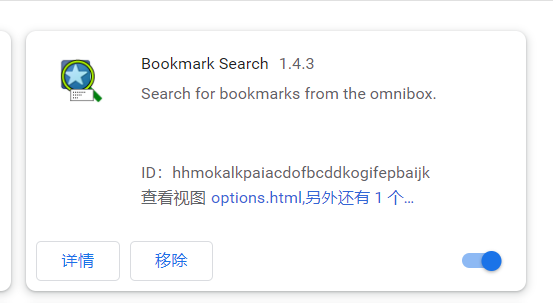 Bookmark Search 1.4.3
Search for bookmarks from the omnibox.
ID：hhmokalkpaiacdofbcddkogifepbaijk
查看视图 options.html,另外还有 1 个...
详情 移除